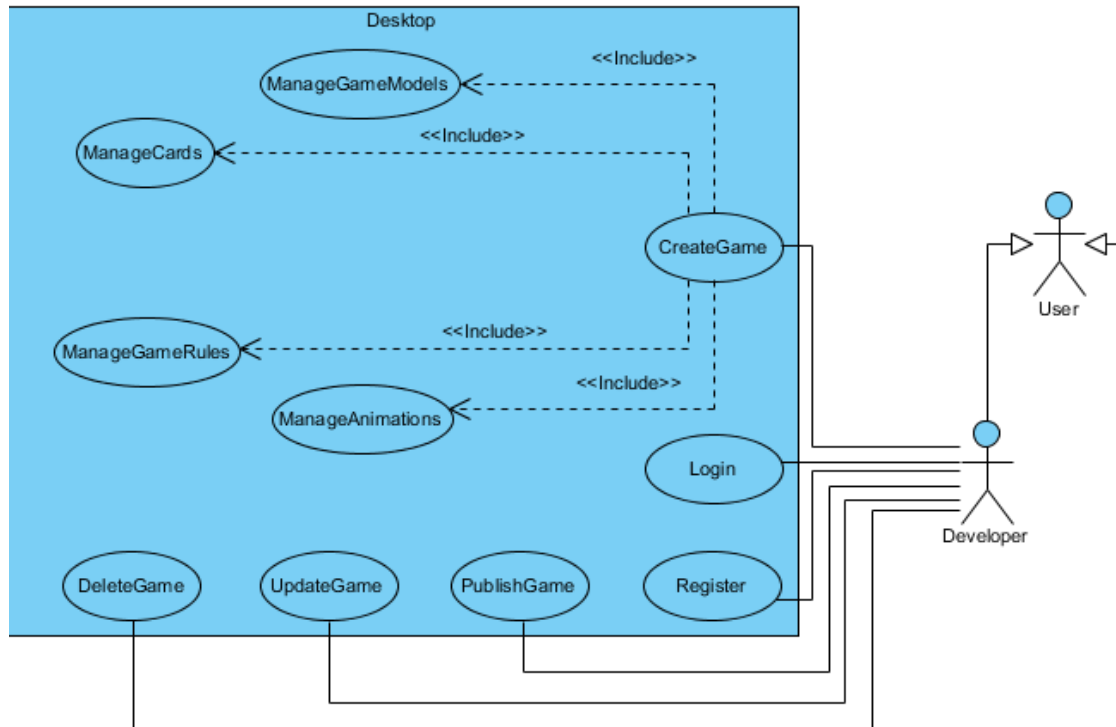 Desktop
<<Include>>
ManageGameModels
<<Include>>
ManageCards
CreateGame
User
<<Include>>
ManageGameRules
<<Include>>
ManageAnimations
Login
Developer
DeleteGame
UpdateGame
PublishGame
Register